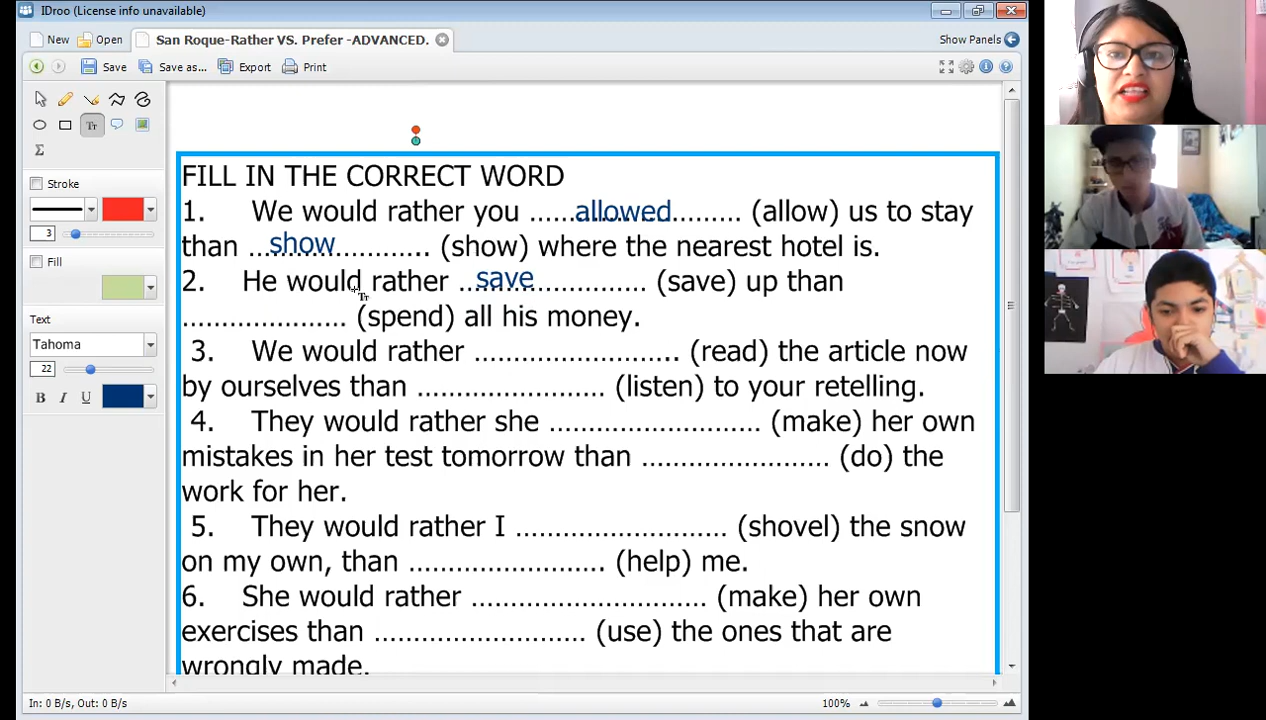 IDroo (License info unavailable)
New Open San Roque-Rather VS. Prefer -ADVANCED. Show Panels
Save Save as... Export Print
Stroke
3
Fill
Text
Tahoma
22
B I U
FILL IN THE CORRECT WORD
1. We would rather you ......allowed......... (allow) us to stay
than ...show........... (show) where the nearest hotel is.
2. He would rather ...save............. (save) up than
..................... (spend) all his money.
3. We would rather .......................... (read) the article now
by ourselves than ........................ (listen) to your retelling.
4. They would rather she ........................... (make) her own
mistakes in her test tomorrow than ........................ (do) the
work for her.
5. They would rather I ........................... (shovel) the snow
on my own, than ......................... (help) me.
6. She would rather .............................. (make) her own
exercises than ........................... (use) the ones that are
wrongly made.
In: 0 B/s, Out: 0 B/s 100%